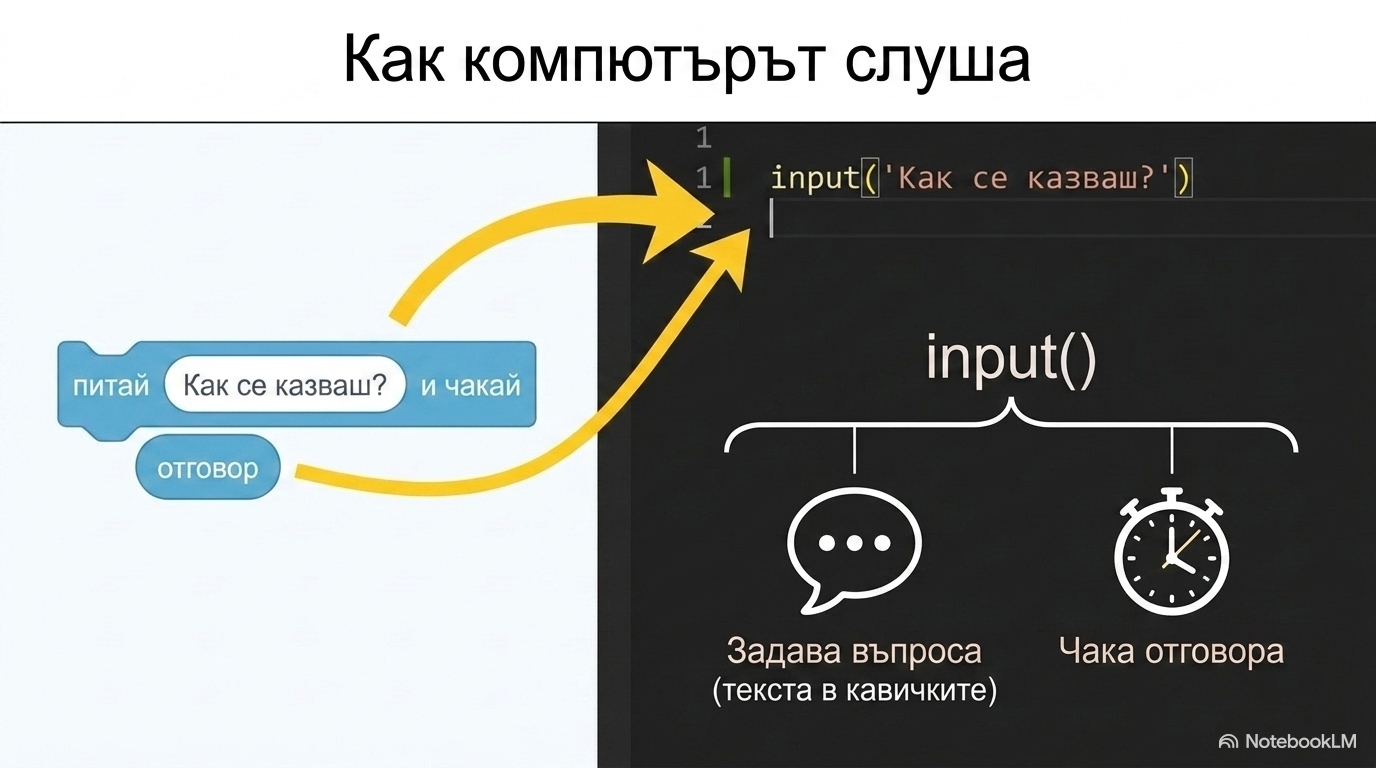 Как компютърът слуша
1
1 input('Как се казваш?')
2
питай Как се казваш? и чакай
отговор
input()
Задава въпроса
(текста в кавичките)
Чака отговора
NotebookLM